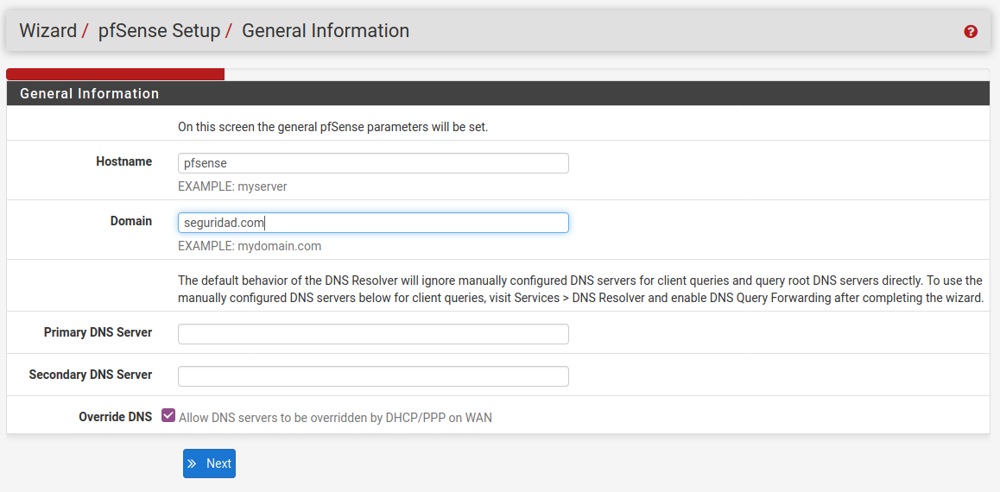 Wizard / pfSense Setup / General Information
General Information
On this screen the general pfSense parameters will be set.
Hostname
pfsense
EXAMPLE: myserver
Domain
seguridad.com
EXAMPLE: mydomain.com
The default behavior of the DNS Resolver will ignore manually configured DNS servers for client queries and query root DNS servers directly. To use the
manually configured DNS servers below for client queries, visit Services > DNS Resolver and enable DNS Query Forwarding after completing the wizard.
Primary DNS Server
Secondary DNS Server
Override DNS Allow DNS servers to be overridden by DHCP/PPP on WAN
Next